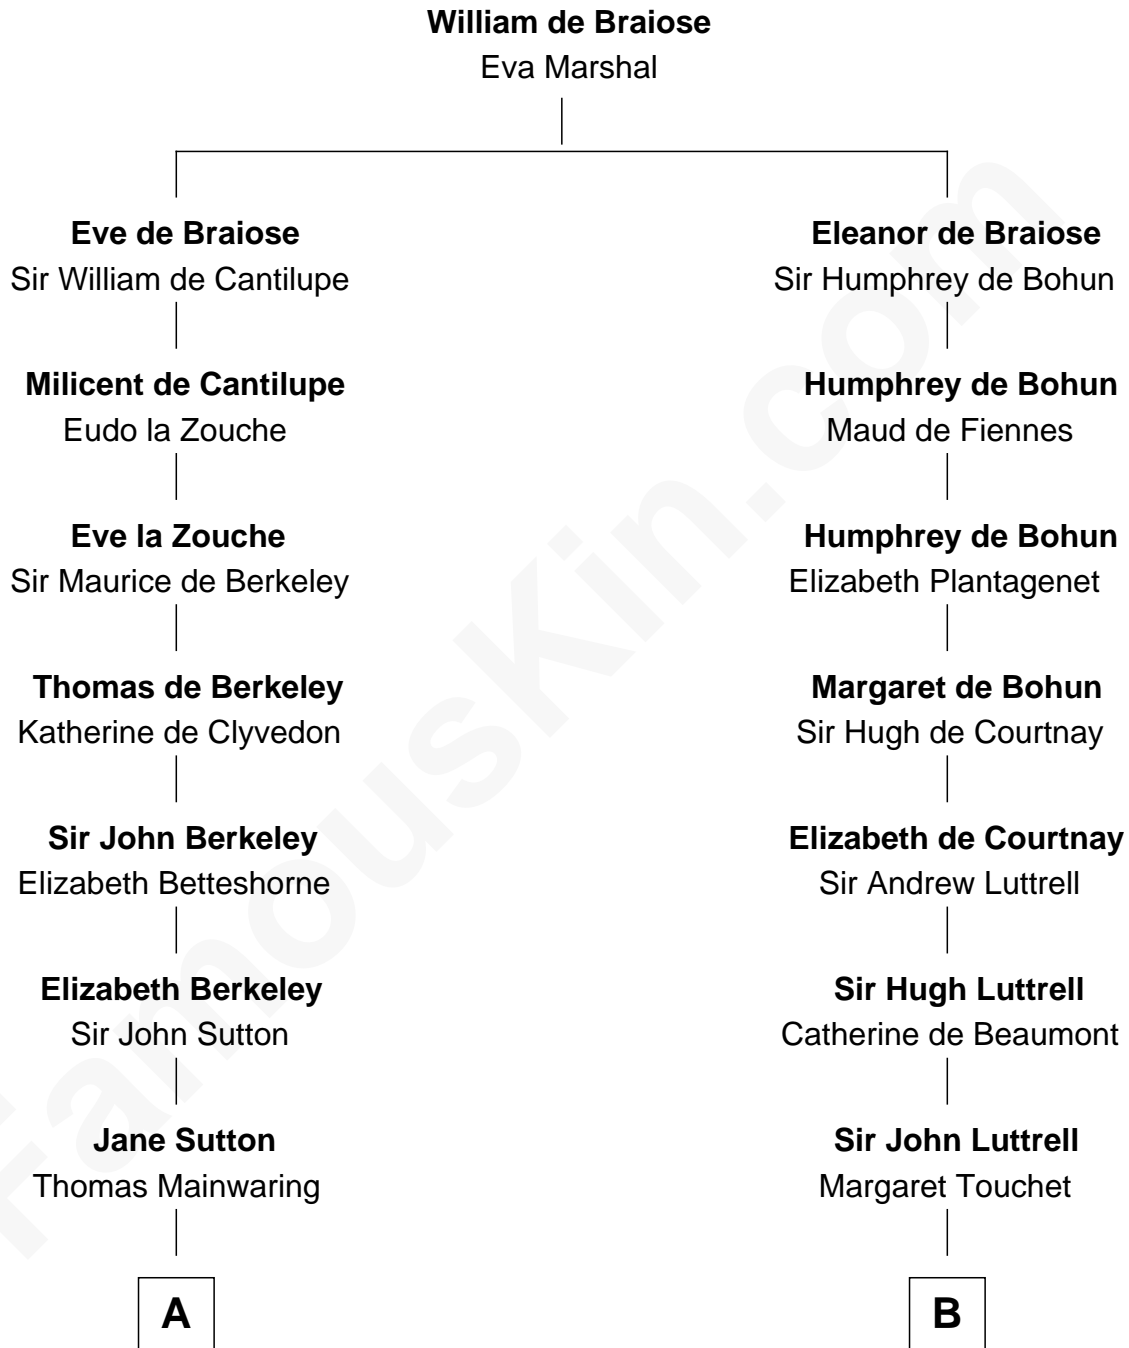 William de Braiose
Eva Marshal
Eve de Braiose
Sir William de Cantilupe
Milicent de Cantilupe
Eudo la Zouche
Eve la Zouche
Sir Maurice de Berkeley
Thomas de Berkeley
Katherine de Clyvedon
Sir John Berkeley
Elizabeth Betteshorne
Elizabeth Berkeley
Sir John Sutton
Jane Sutton
Thomas Mainwaring
A
Eleanor de Braiose
Sir Humphrey de Bohun
Humphrey de Bohun
Maud de Fiennes
Humphrey de Bohun
Elizabeth Plantagenet
Margaret de Bohun
Sir Hugh de Courtnay
Elizabeth de Courtnay
Sir Andrew Luttrell
Sir Hugh Luttrell
Catherine de Beaumont
Sir John Luttrell
Margaret Touchet
B
FamousKin.com